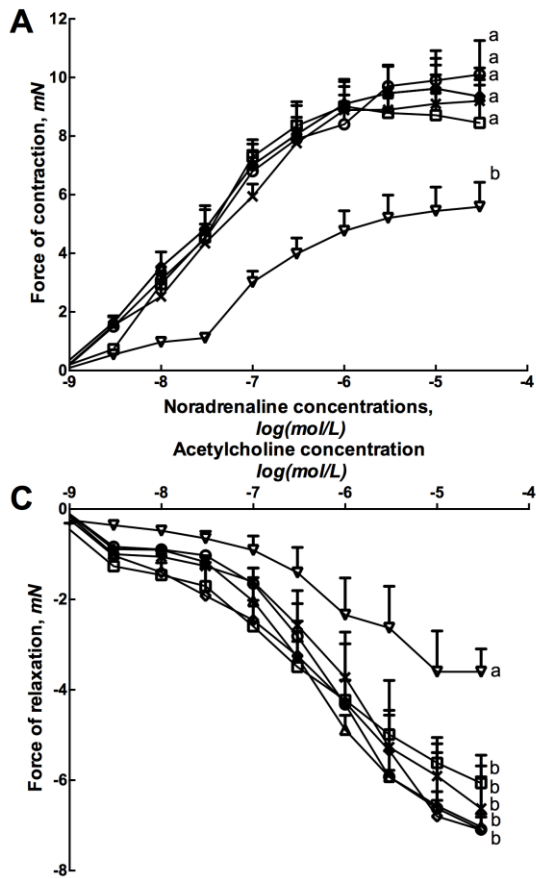 A
12
10
8
6
4
2
0
Force of contraction, mN
a
a
a
a
a
b
-9
-8
-7
-6
-5
-4
Noradrenaline concentrations,
log(mol/L)
Acetylcholine concentration
log(mol/L)
C
-9
-8
-7
-6
-5
-4
0
-2
-4
-6
-8
Force of relaxation, mN
a
b
b
b
b
b